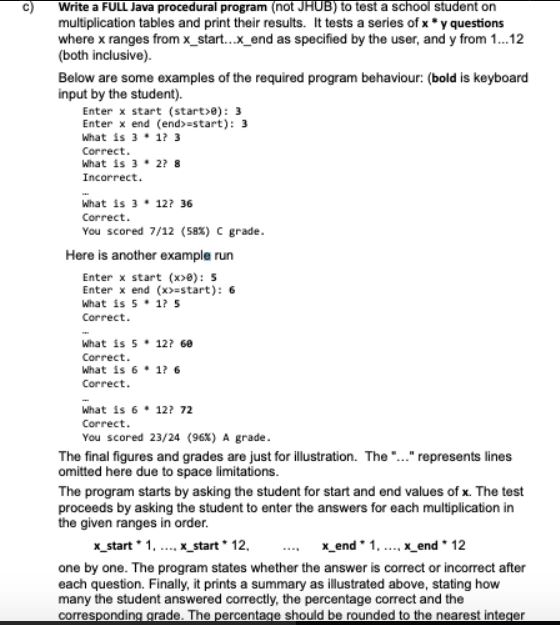 c) Write a FULL Java procedural program (not JHUB) to test a school student on
multiplication tables and print their results. It tests a series of x * y questions
where x ranges from x_start...x_end as specified by the user, and y from 1...12
(both inclusive).
Below are some examples of the required program behaviour: (bold is keyboard
input by the student).
Enter x start (start>0): 3
Enter x end (end>=start): 3
What is 3 * 1? 3
Correct.
What is 3 * 2? 8
Incorrect.
...
What is 3 * 12? 36
Correct.
You scored 7/12 (58%) C grade.
Here is another example run
Enter x start (x>0): 5
Enter x end (x>=start): 6
What is 5 * 1? 5
Correct.
...
What is 5 * 12? 60
Correct.
What is 6 * 1? 6
Correct.
...
What is 6 * 12? 72
Correct.
You scored 23/24 (96%) A grade.
The final figures and grades are just for illustration. The "..." represents lines
omitted here due to space limitations.
The program starts by asking the student for start and end values of x. The test
proceeds by asking the student to enter the answers for each multiplication in
the given ranges in order.
x_start * 1, ...., x_start * 12, ...., x_end * 1, ...., x_end * 12
one by one. The program states whether the answer is correct or incorrect after
each question. Finally, it prints a summary as illustrated above, stating how
many the student answered correctly, the percentage correct and the
corresponding grade. The percentage should be rounded to the nearest integer